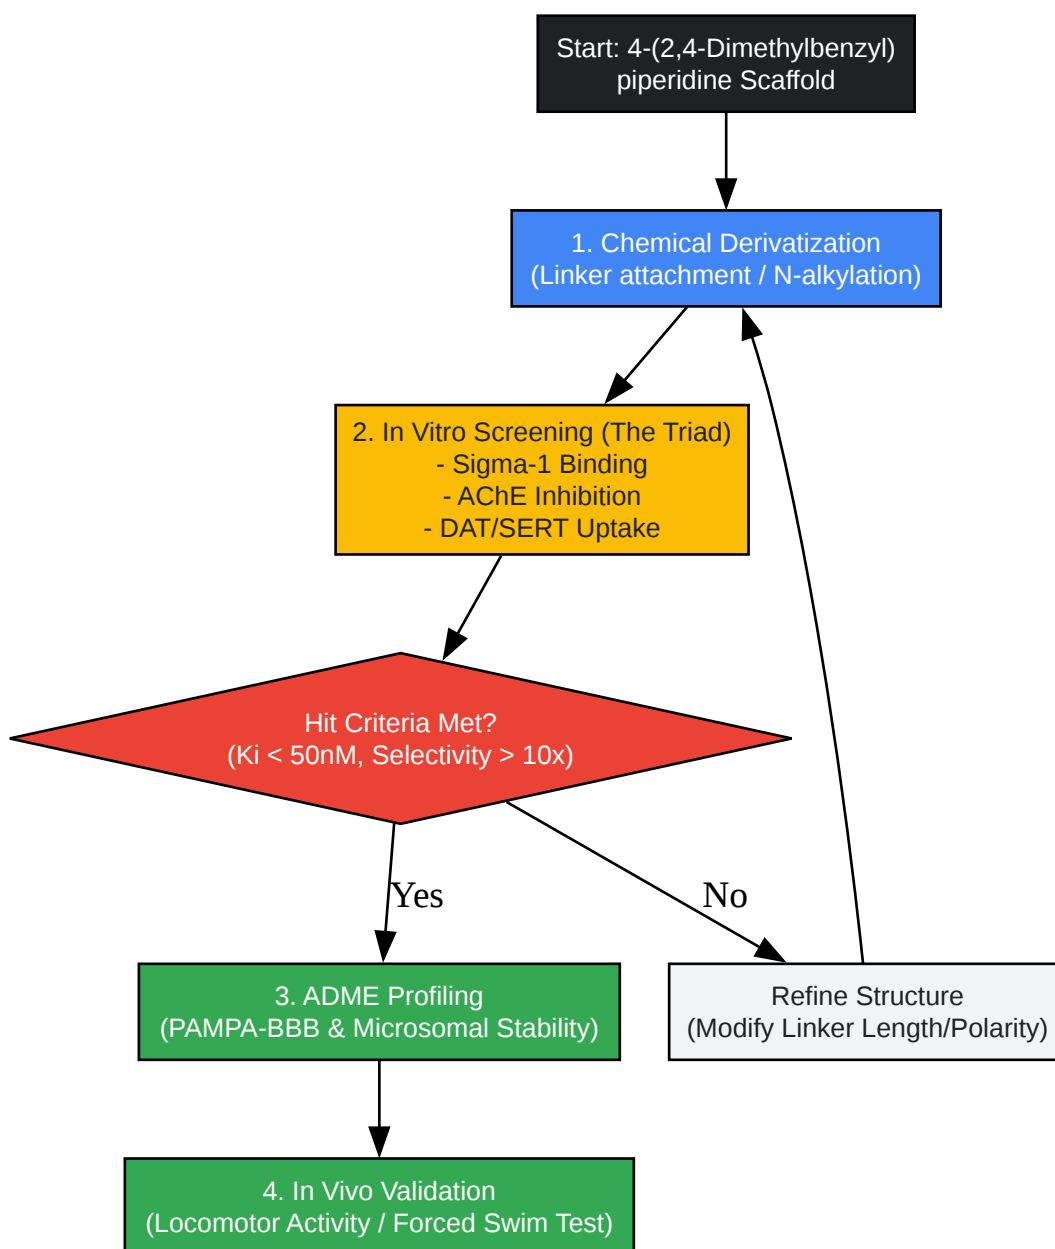 Start: 4-(2,4-Dimethylbenzyl)
piperidine Scaffold
1. Chemical Derivatization
(Linker attachment / N-alkylation)
2. In Vitro Screening (The Triad)
- Sigma-1 Binding
- AChE Inhibition
- DAT/SERT Uptake
Hit Criteria Met?
(Ki < 50nM, Selectivity > 10x)
Yes
No
3. ADME Profiling
(PAMPA-BBB & Microsomal Stability)
Refine Structure
(Modify Linker Length/Polarity)
4. In Vivo Validation
(Locomotor Activity / Forced Swim Test)